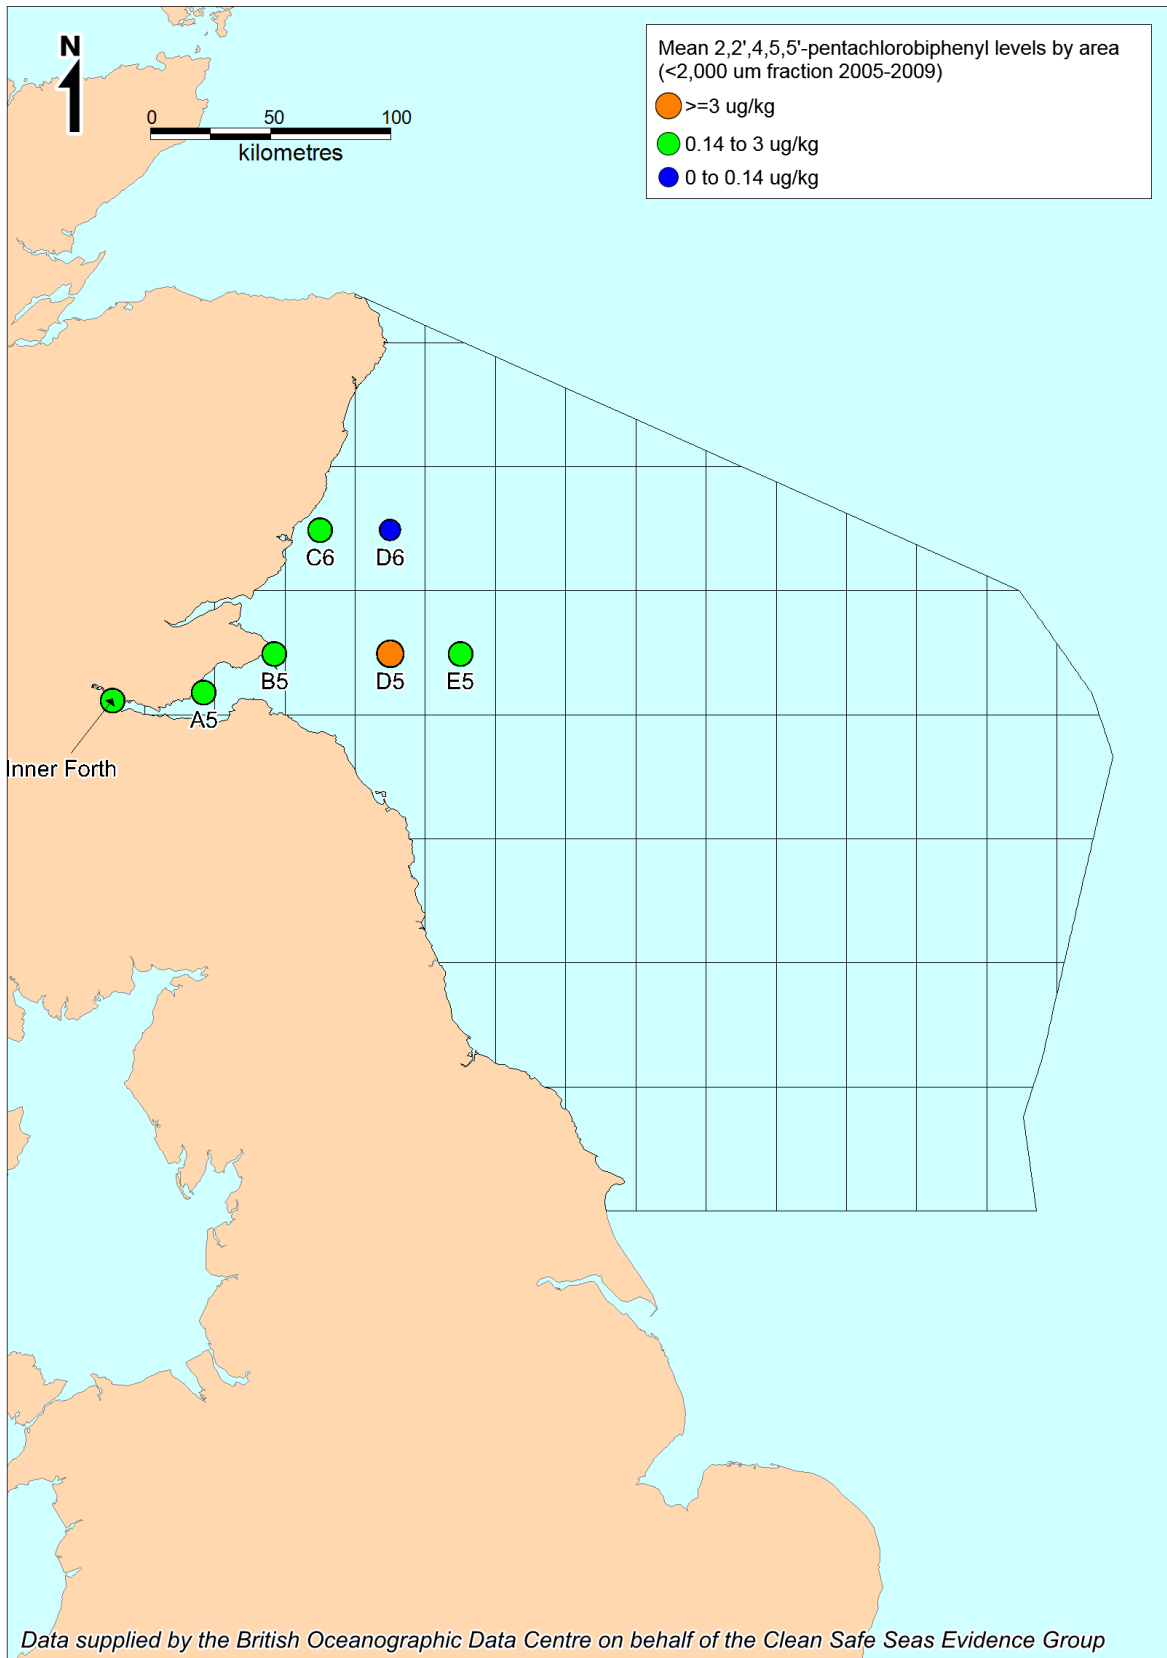 N
0 50 100
kilometres
Mean 2,2',4,5,5'-pentachlorobiphenyl levels by area
(<2,000 um fraction 2005-2009)
>=3 ug/kg
0.14 to 3 ug/kg
0 to 0.14 ug/kg
C6 D6
B5 D5 E5
A5
Inner Forth
Data supplied by the British Oceanographic Data Centre on behalf of the Clean Safe Seas Evidence Group